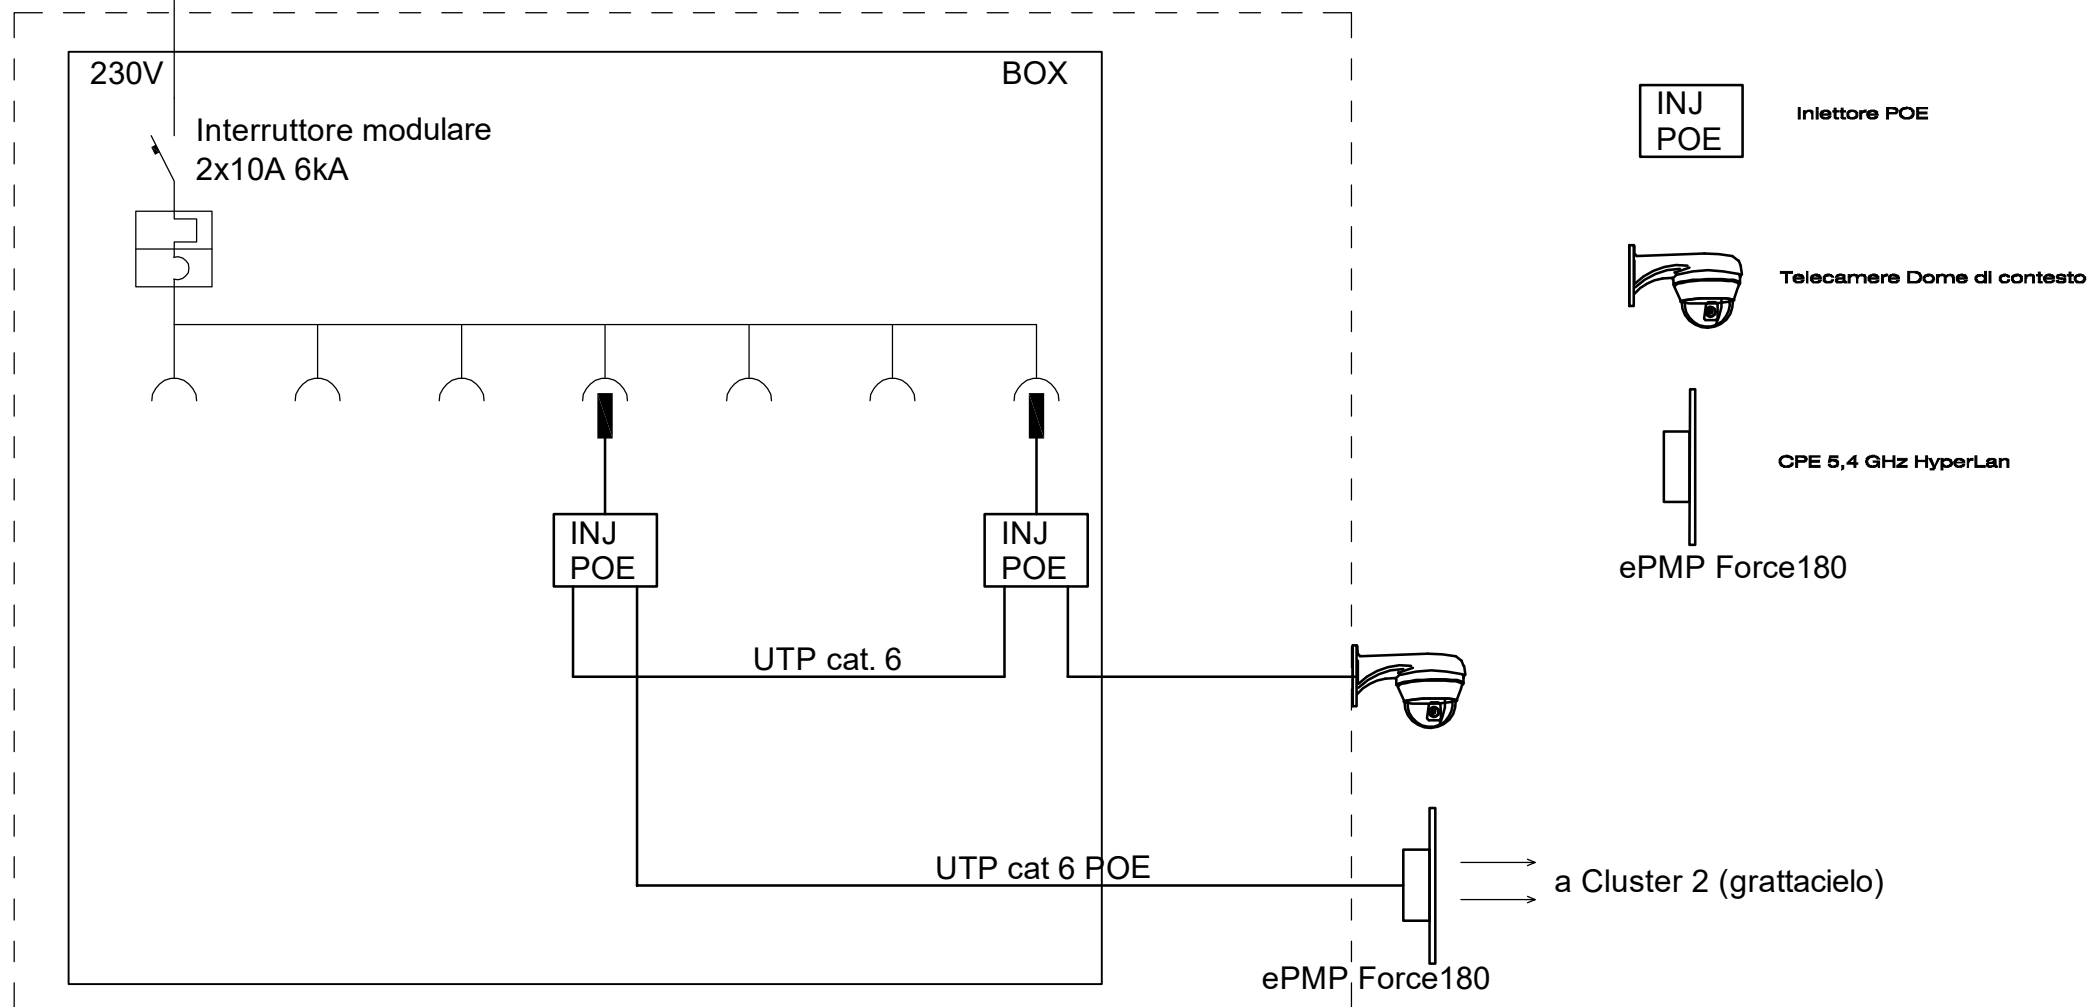 230V
BOX
Interruttore modulare
2x10A 6kA
INJ
POE
INJ
POE
UTP cat. 6
UTP cat 6 POE
a Cluster 2 (grattacielo)
ePMP Force180
INJ
POE
Iniettore POE
Telecamere Dome di contesto
CPE 5,4 GHz HyperLan
ePMP Force180